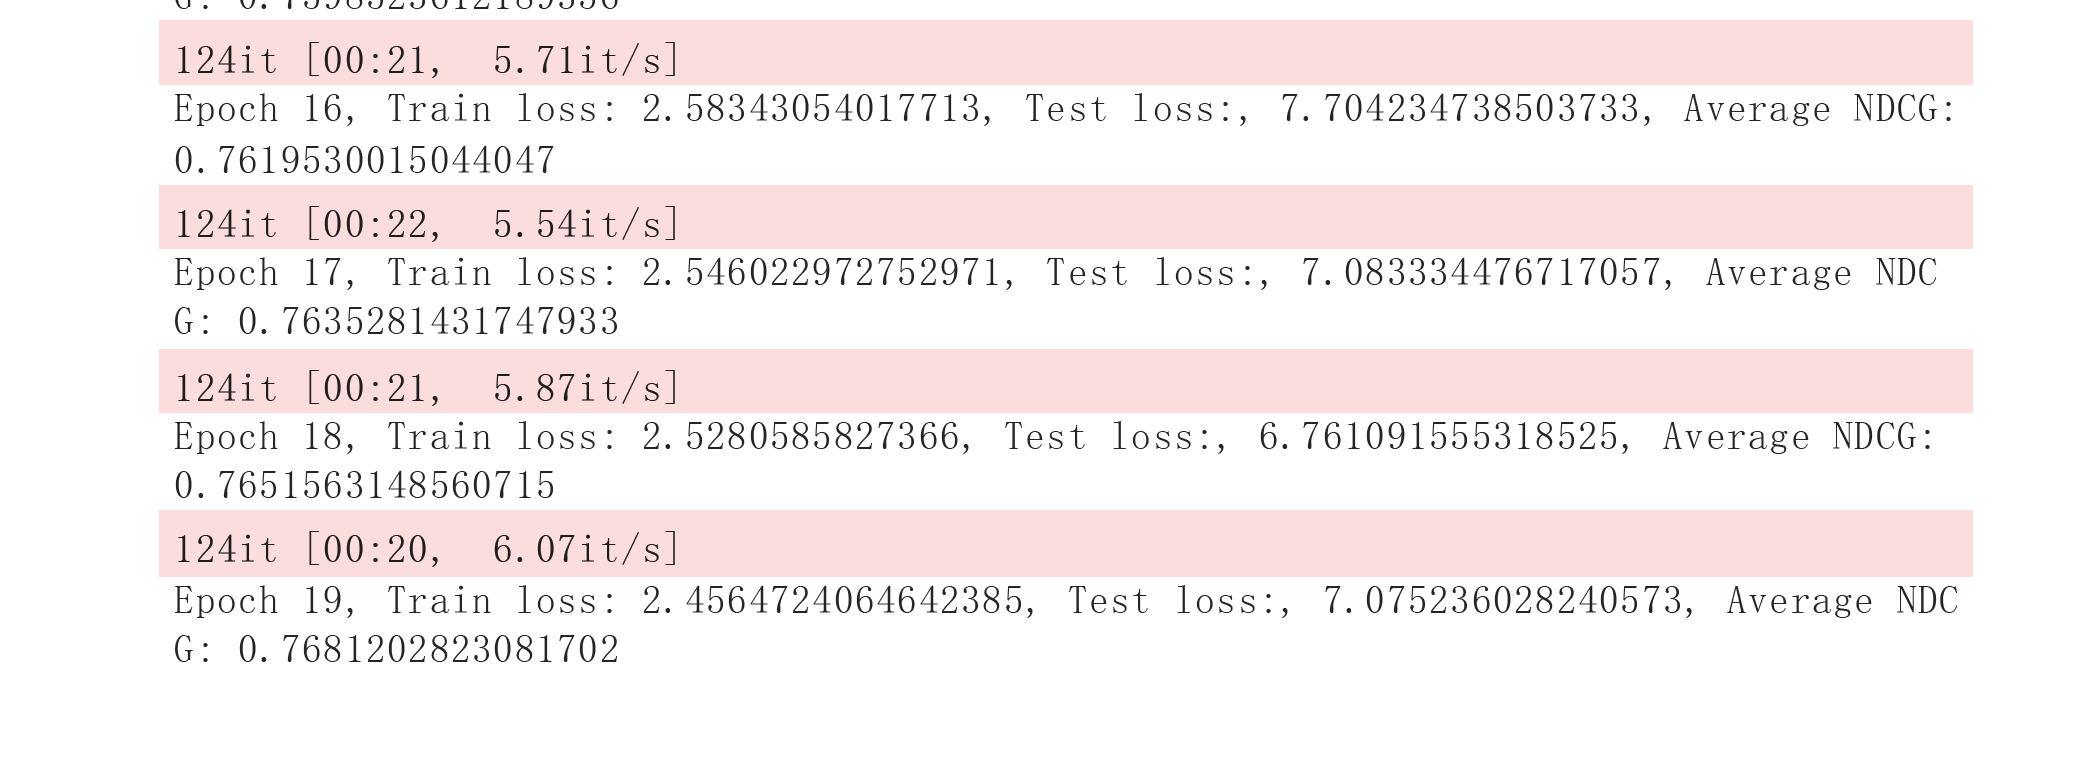 124it [00:21,  5.71it/s]
Epoch 16, Train loss: 2.58343054017713, Test loss:, 7.704234738503733, Average NDCG:
0.7619530015044047
124it [00:22,  5.54it/s]
Epoch 17, Train loss: 2.546022972752971, Test loss:, 7.083334476717057, Average NDC
G: 0.7635281431747933
124it [00:21,  5.87it/s]
Epoch 18, Train loss: 2.5280585827366, Test loss:, 6.761091555318525, Average NDCG:
0.7651563148560715
124it [00:20,  6.07it/s]
Epoch 19, Train loss: 2.4564724064642385, Test loss:, 7.075236028240573, Average NDC
G: 0.7681202823081702